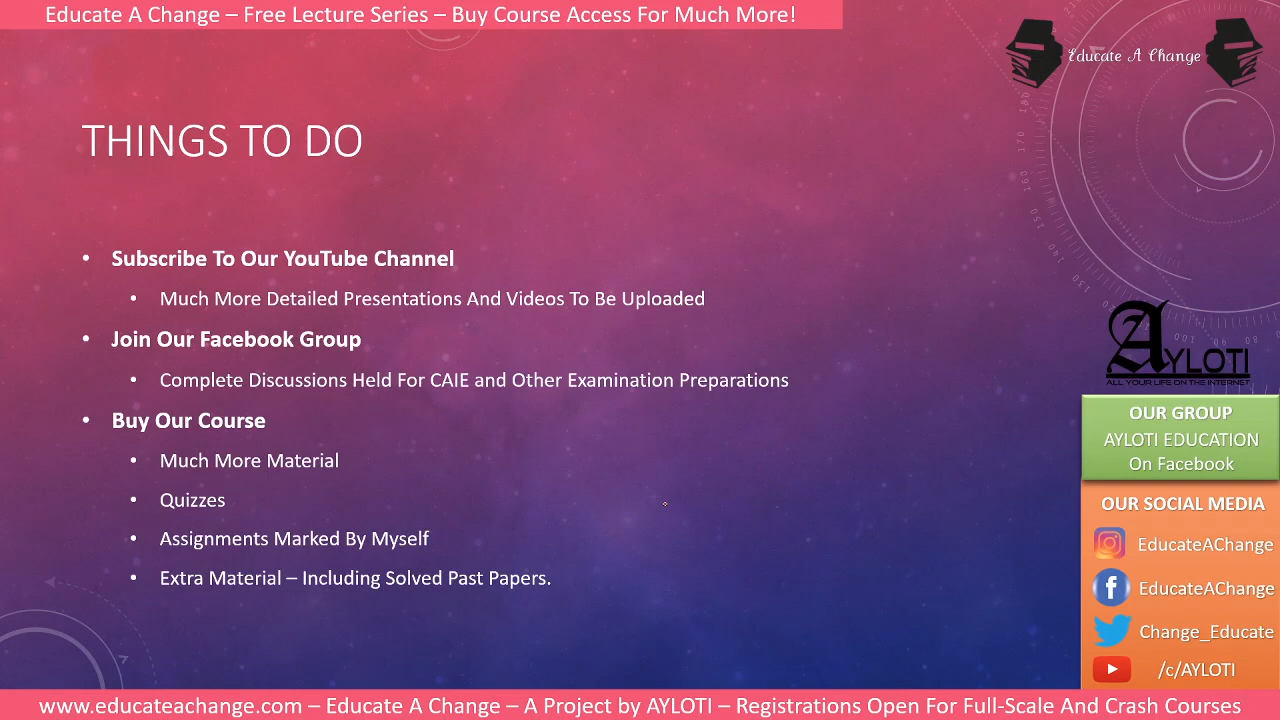 Educate A Change – Free Lecture Series – Buy Course Access For Much More!
Educate A Change
THINGS TO DO
• Subscribe To Our YouTube Channel
• Much More Detailed Presentations And Videos To Be Uploaded
• Join Our Facebook Group
• Complete Discussions Held For CAIE and Other Examination Preparations
• Buy Our Course
• Much More Material
• Quizzes
• Assignments Marked By Myself
• Extra Material – Including Solved Past Papers.
AYLOTI
ALL YOUR LIFE ON THE INTERNET
OUR GROUP
AYLOTI EDUCATION
On Facebook
OUR SOCIAL MEDIA
EducateAChange
EducateAChange
Change_Educate
/c/AYLOTI
www.educateachange.com – Educate A Change – A Project by AYLOTI – Registrations Open For Full-Scale And Crash Courses